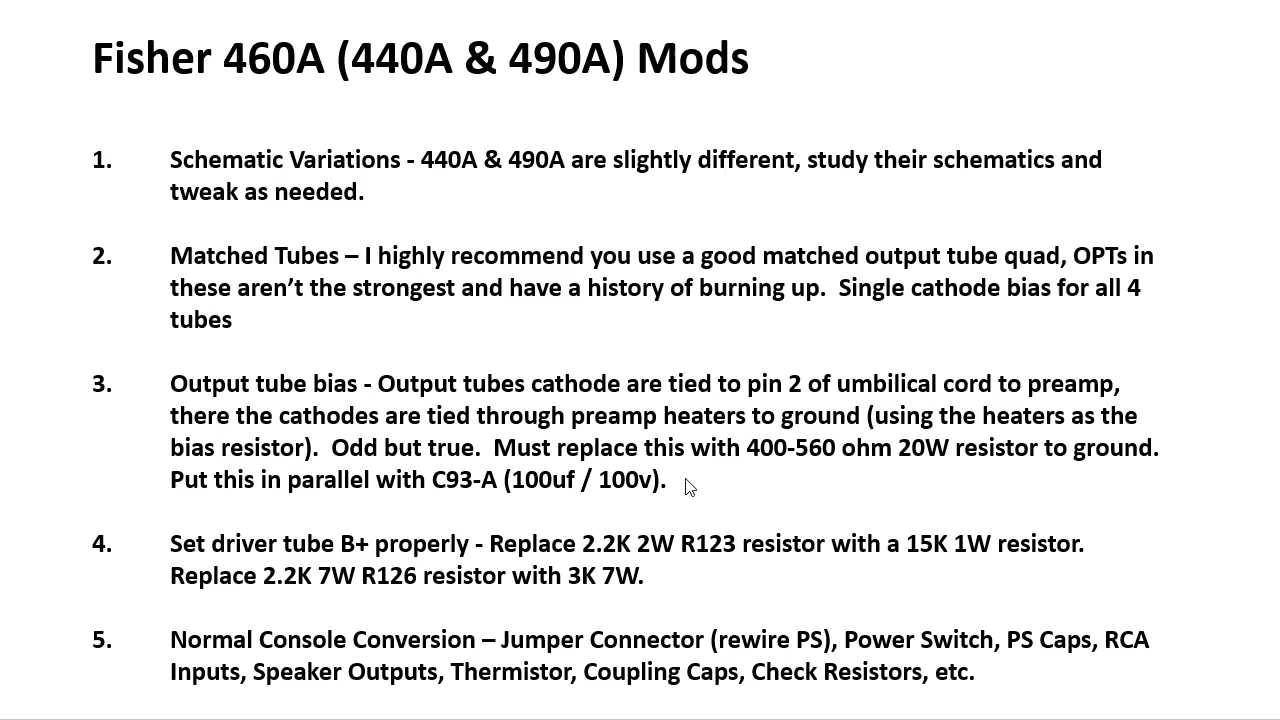 Fisher 460A (440A & 490A) Mods
1. Schematic Variations - 440A & 490A are slightly different, study their schematics and
tweak as needed.
2. Matched Tubes – I highly recommend you use a good matched output tube quad, OPTs in
these aren’t the strongest and have a history of burning up.  Single cathode bias for all 4
tubes
3. Output tube bias - Output tubes cathode are tied to pin 2 of umbilical cord to preamp,
there the cathodes are tied through preamp heaters to ground (using the heaters as the
bias resistor).  Odd but true.  Must replace this with 400-560 ohm 20W resistor to ground.
Put this in parallel with C93-A (100uf / 100v).
4. Set driver tube B+ properly - Replace 2.2K 2W R123 resistor with a 15K 1W resistor.
Replace 2.2K 7W R126 resistor with 3K 7W.
5. Normal Console Conversion – Jumper Connector (rewire PS), Power Switch, PS Caps, RCA
Inputs, Speaker Outputs, Thermistor, Coupling Caps, Check Resistors, etc.